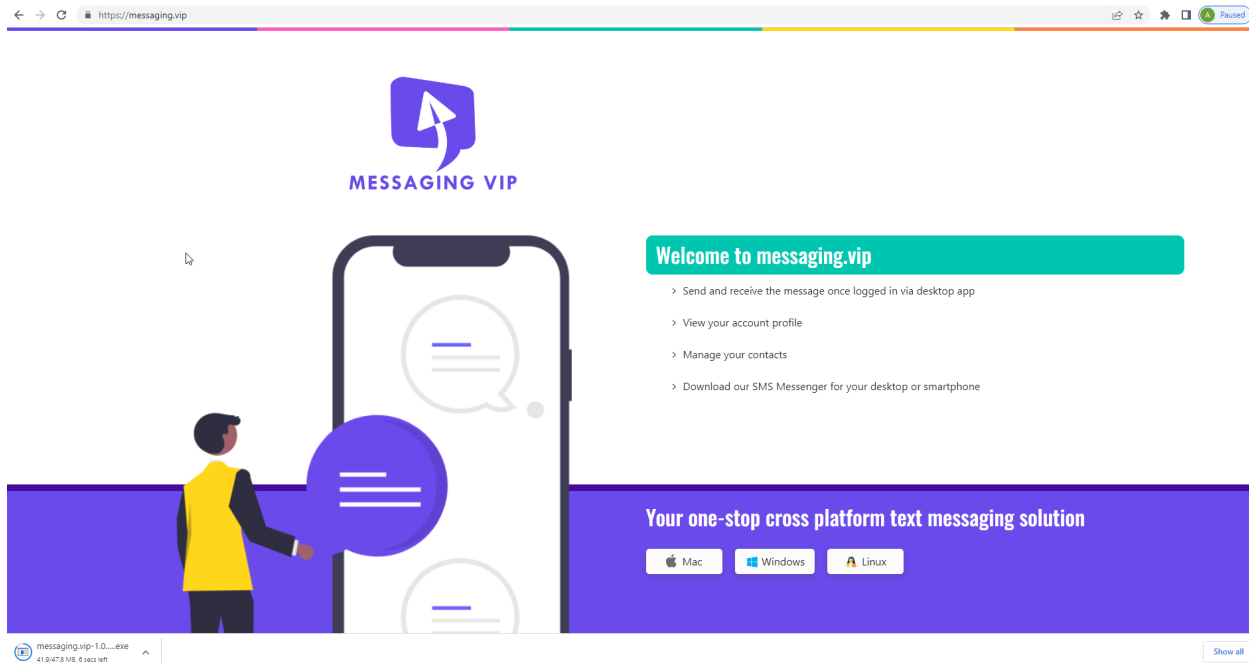 https://messaging.vip
A Paused
MESSAGING VIP
Welcome to messaging.vip
Send and receive the message once logged in via desktop app
View your account profile
Manage your contacts
Download our SMS Messenger for your desktop or smartphone
Your one-stop cross platform text messaging solution
Mac Windows Linux
messaging.vip-1.0.....exe
41.9/47.8 MB, 6 secs left
Show all